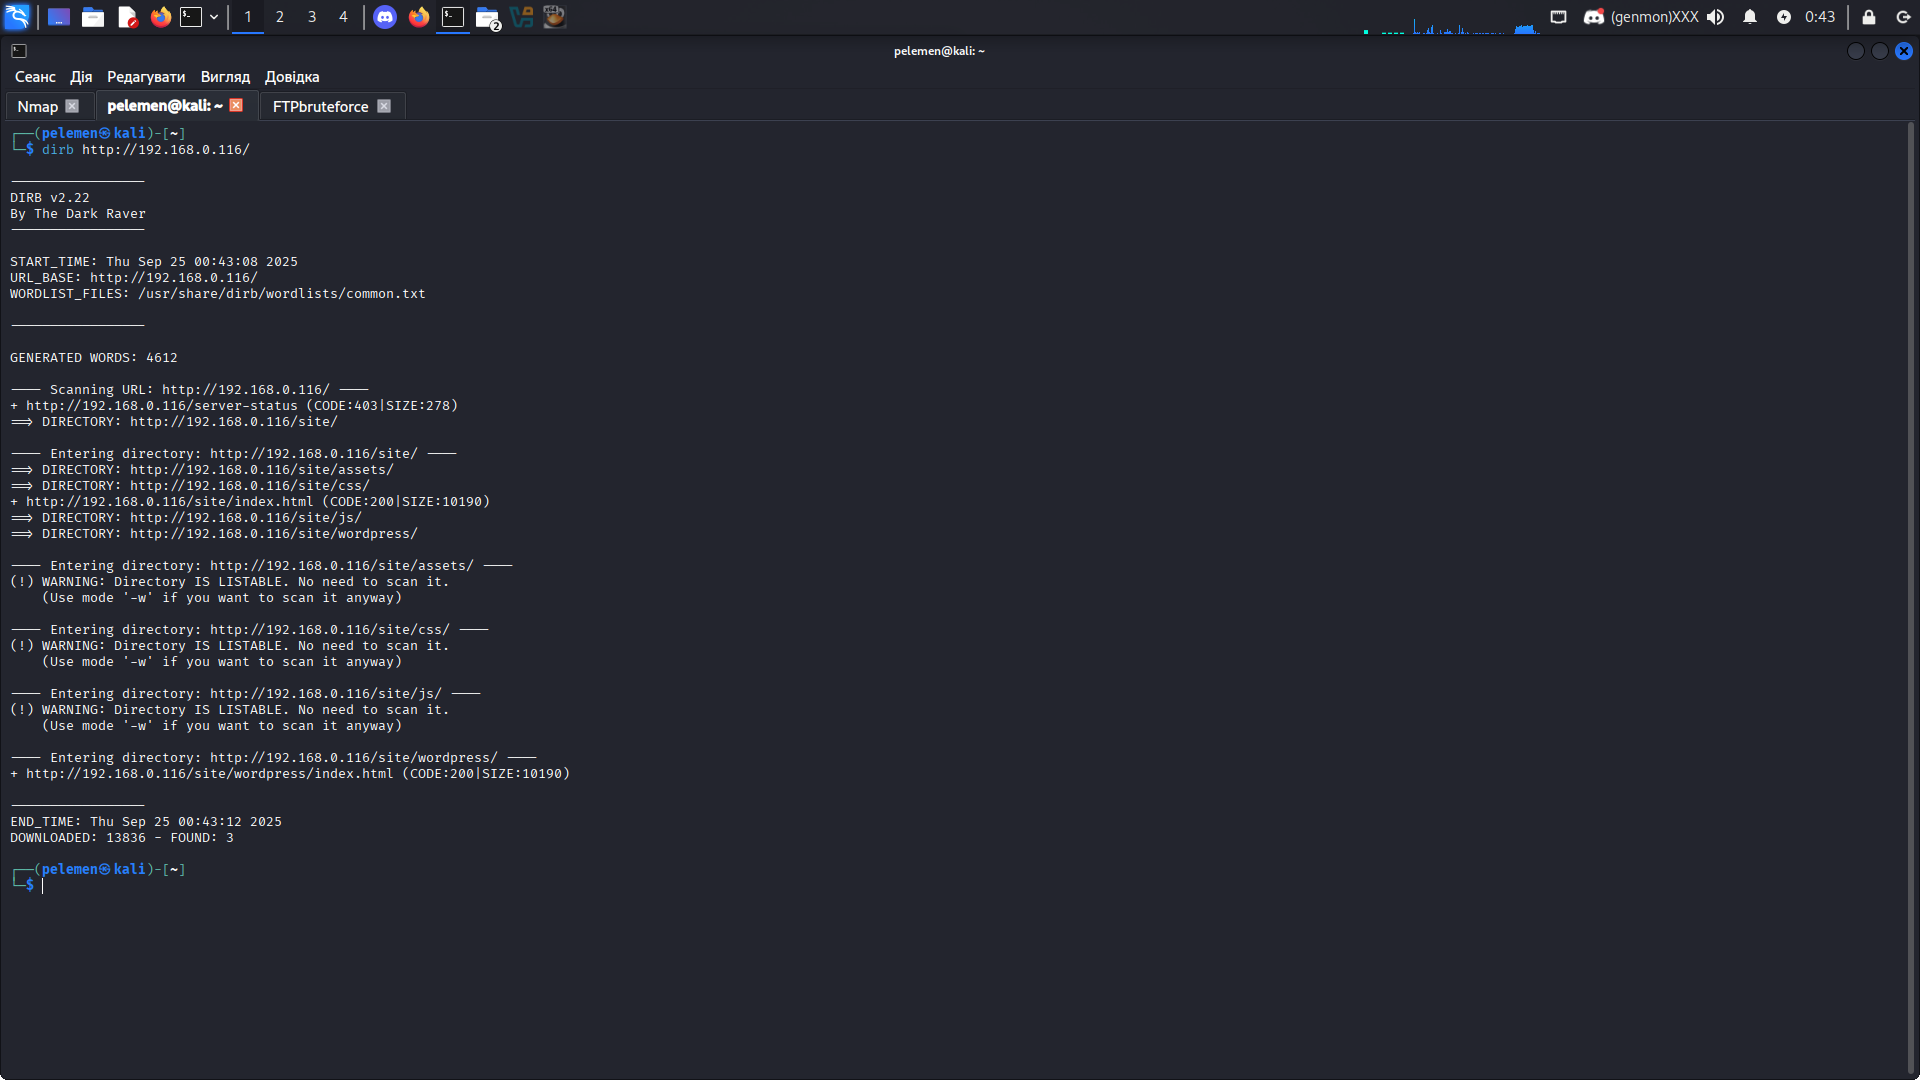 1 2 3 4 2 (genmon)XXX 0:43
pelemen@kali: ~
Сеанс Дія Редагувати Вигляд Довідка
Nmap pelemen@kali: ~ FTPbruteforce
┌──(pelemen㉿kali)-[~]
└─$ dirb http://192.168.0.116/
-----------------
DIRB v2.22
By The Dark Raver
-----------------
START_TIME: Thu Sep 25 00:43:08 2025
URL_BASE: http://192.168.0.116/
WORDLIST_FILES: /usr/share/dirb/wordlists/common.txt
-----------------
GENERATED WORDS: 4612
---- Scanning URL: http://192.168.0.116/ ----
+ http://192.168.0.116/server-status (CODE:403|SIZE:278)
==> DIRECTORY: http://192.168.0.116/site/
---- Entering directory: http://192.168.0.116/site/ ----
==> DIRECTORY: http://192.168.0.116/site/assets/
==> DIRECTORY: http://192.168.0.116/site/css/
+ http://192.168.0.116/site/index.html (CODE:200|SIZE:10190)
==> DIRECTORY: http://192.168.0.116/site/js/
==> DIRECTORY: http://192.168.0.116/site/wordpress/
---- Entering directory: http://192.168.0.116/site/assets/ ----
(!) WARNING: Directory IS LISTABLE. No need to scan it.
(Use mode '-w' if you want to scan it anyway)
---- Entering directory: http://192.168.0.116/site/css/ ----
(!) WARNING: Directory IS LISTABLE. No need to scan it.
(Use mode '-w' if you want to scan it anyway)
---- Entering directory: http://192.168.0.116/site/js/ ----
(!) WARNING: Directory IS LISTABLE. No need to scan it.
(Use mode '-w' if you want to scan it anyway)
---- Entering directory: http://192.168.0.116/site/wordpress/ ----
+ http://192.168.0.116/site/wordpress/index.html (CODE:200|SIZE:10190)
-----------------
END_TIME: Thu Sep 25 00:43:12 2025
DOWNLOADED: 13836 - FOUND: 3
┌──(pelemen㉿kali)-[~]
└─$